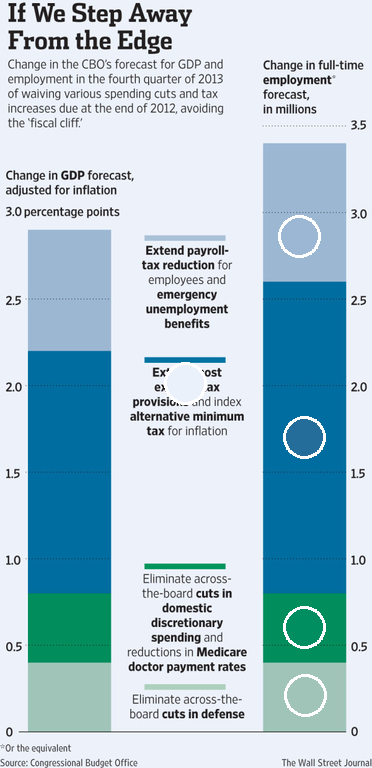 If We Step Away
From the Edge
Change in the CBO's forecast for GDP and
employment in the fourth quarter of 2013
of waiving various spending cuts and tax
increases due at the end of 2012, avoiding
the 'fiscal cliff.'
Change in full-time
employment*
forecast,
in millions
3.5
Change in GDP forecast,
adjusted for inflation
3.0 percentage points
3.0
Extend payroll-
tax reduction for
employees and
emergency
unemployment
benefits
2.5
2.5
tax
provisions and index
alternative minimum
tax for inflation
2.0
2.0
1.5
1.5
1.0
1.0
Eliminate across-
the-board cuts in
domestic
discretionary
spending and
reductions in Medicare
doctor payment rates
0.5
0.5
Eliminate across-the-
board cuts in defense
0
0
*Or the equivalent
Source: Congressional Budget Office
The Wall Street Journal